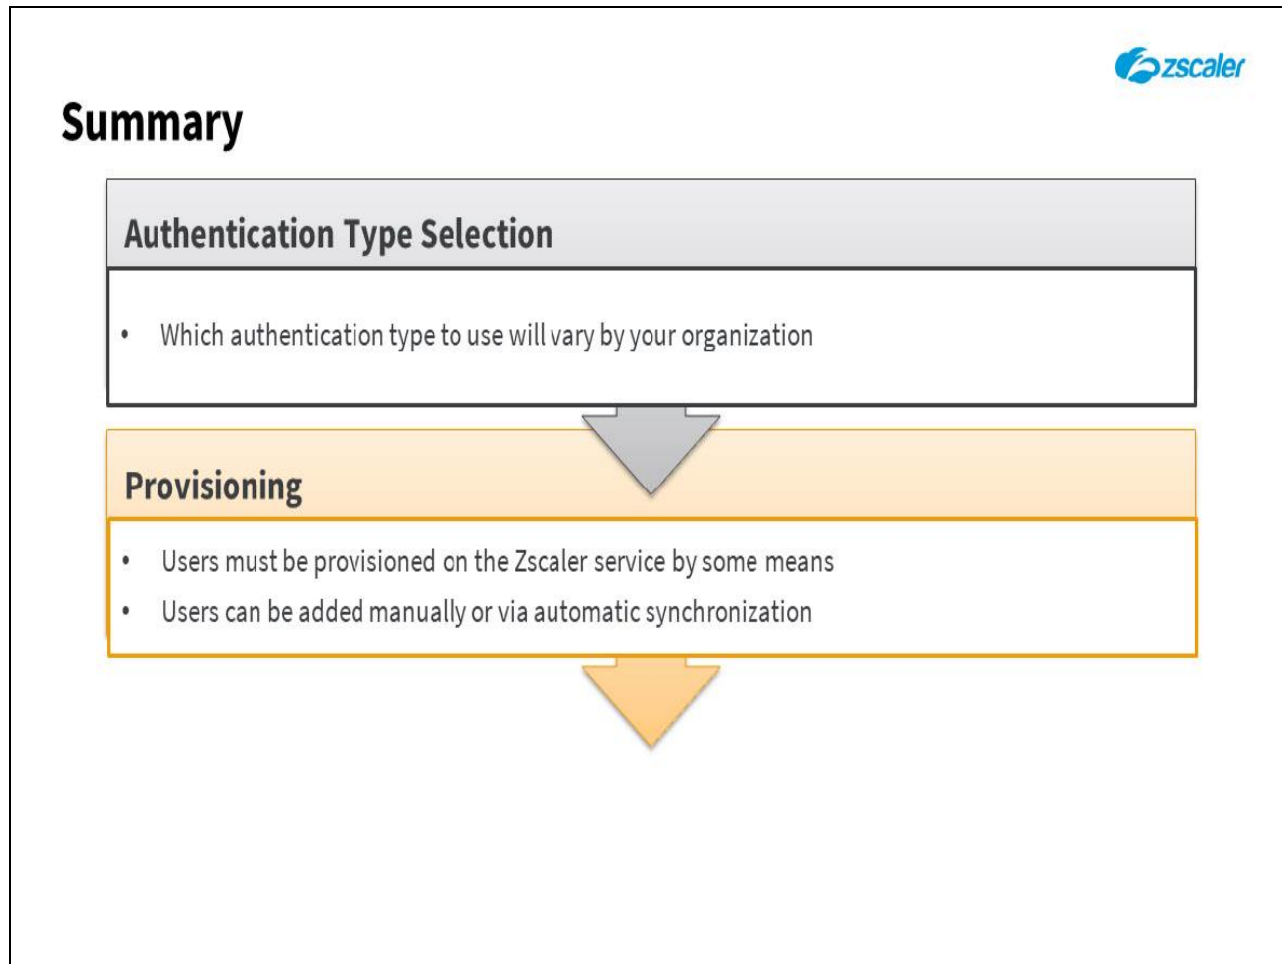 zscaler
Summary
Authentication Type Selection
• Which authentication type to use will vary by your organization
Provisioning
• Users must be provisioned on the Zscaler service by some means
• Users can be added manually or via automatic synchronization